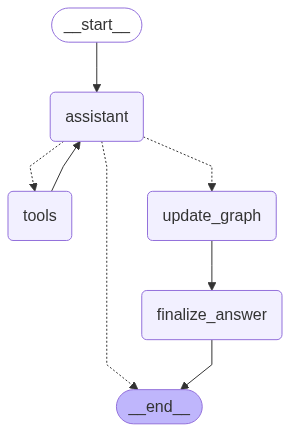 __start__
assistant
tools
update_graph
finalize_answer
__end__